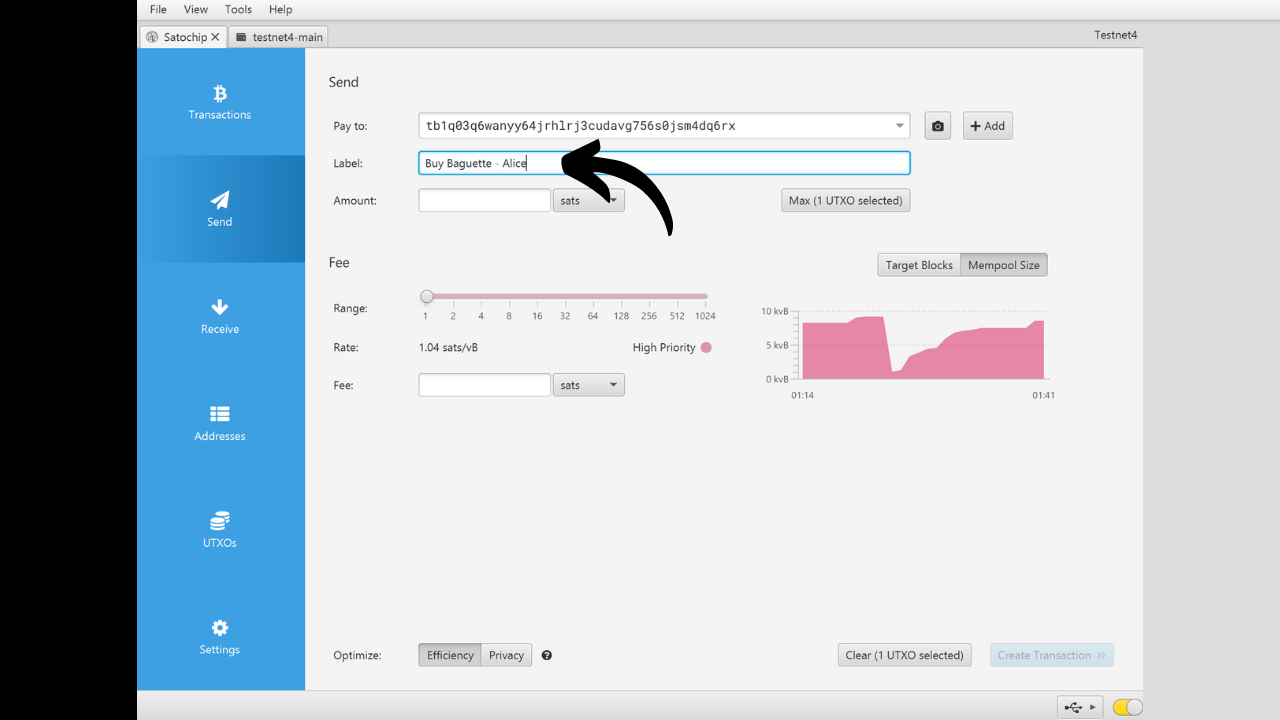 File View Tools Help
Satochip testnet4-main Testnet4
Transactions
Send
Receive
Addresses
UTXOs
Settings
Send
Pay to: tb1q03q6wanyy64jrhlrj3cudavg756s0jsm4dq6rx Add
Label: Buy Baguette - Alice
Amount: sats Max (1 UTXO selected)
Fee Target Blocks Mempool Size
Range: 1 2 4 8 16 32 64 128 256 512 1024
Rate: 1.04 sats/vB High Priority
Fee: sats
10 kvB
5 kvB
0 kvB
01:14 01:41
Optimize: Efficiency Privacy Clear (1 UTXO selected) Create Transaction